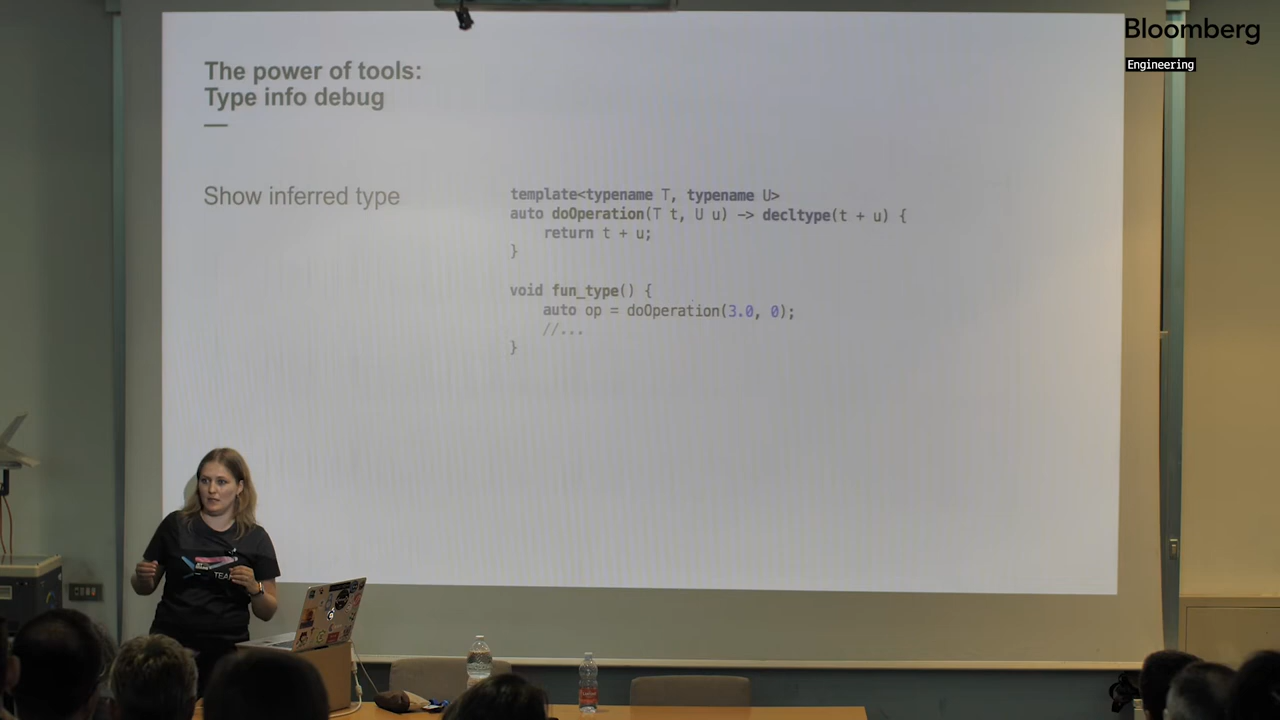 Bloomberg
Engineering
The power of tools:
Type info debug
Show inferred type
template<typename T, typename U>
auto doOperation(T t, U u) -> decltype(t + u) {
    return t + u;
}
void fun_type() {
    auto op = doOperation(3.0, 0);
    //...
}
TEAM